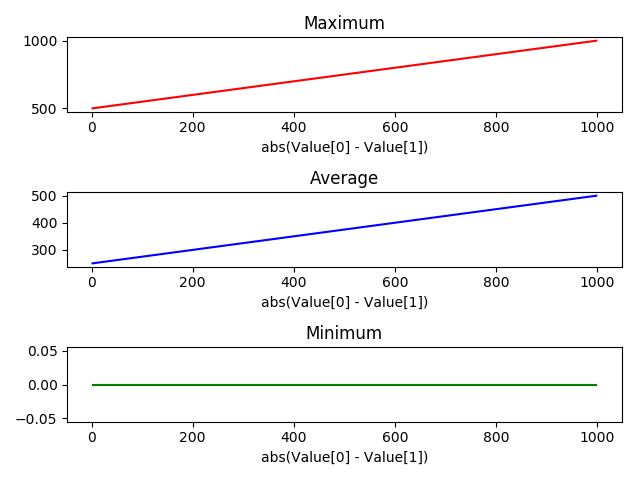 Maximum
1000
500
0 200 400 600 800 1000
abs(Value[0] - Value[1])
Average
500
400
300
0 200 400 600 800 1000
abs(Value[0] - Value[1])
Minimum
0.05
0.00
−0.05
0 200 400 600 800 1000
abs(Value[0] - Value[1])